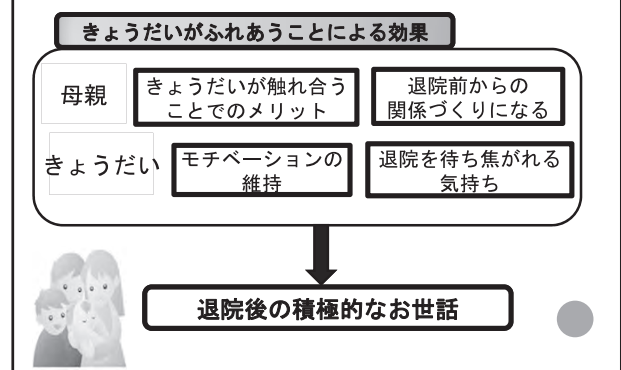 きょうだいがふれあうことによる効果
母親
きょうだいが触れ合う
ことでのメリット
退院前からの
関係づくりになる
きょうだい
モチベーションの
維持
退院を待ち焦がれる
気持ち
退院後の積極的なお世話